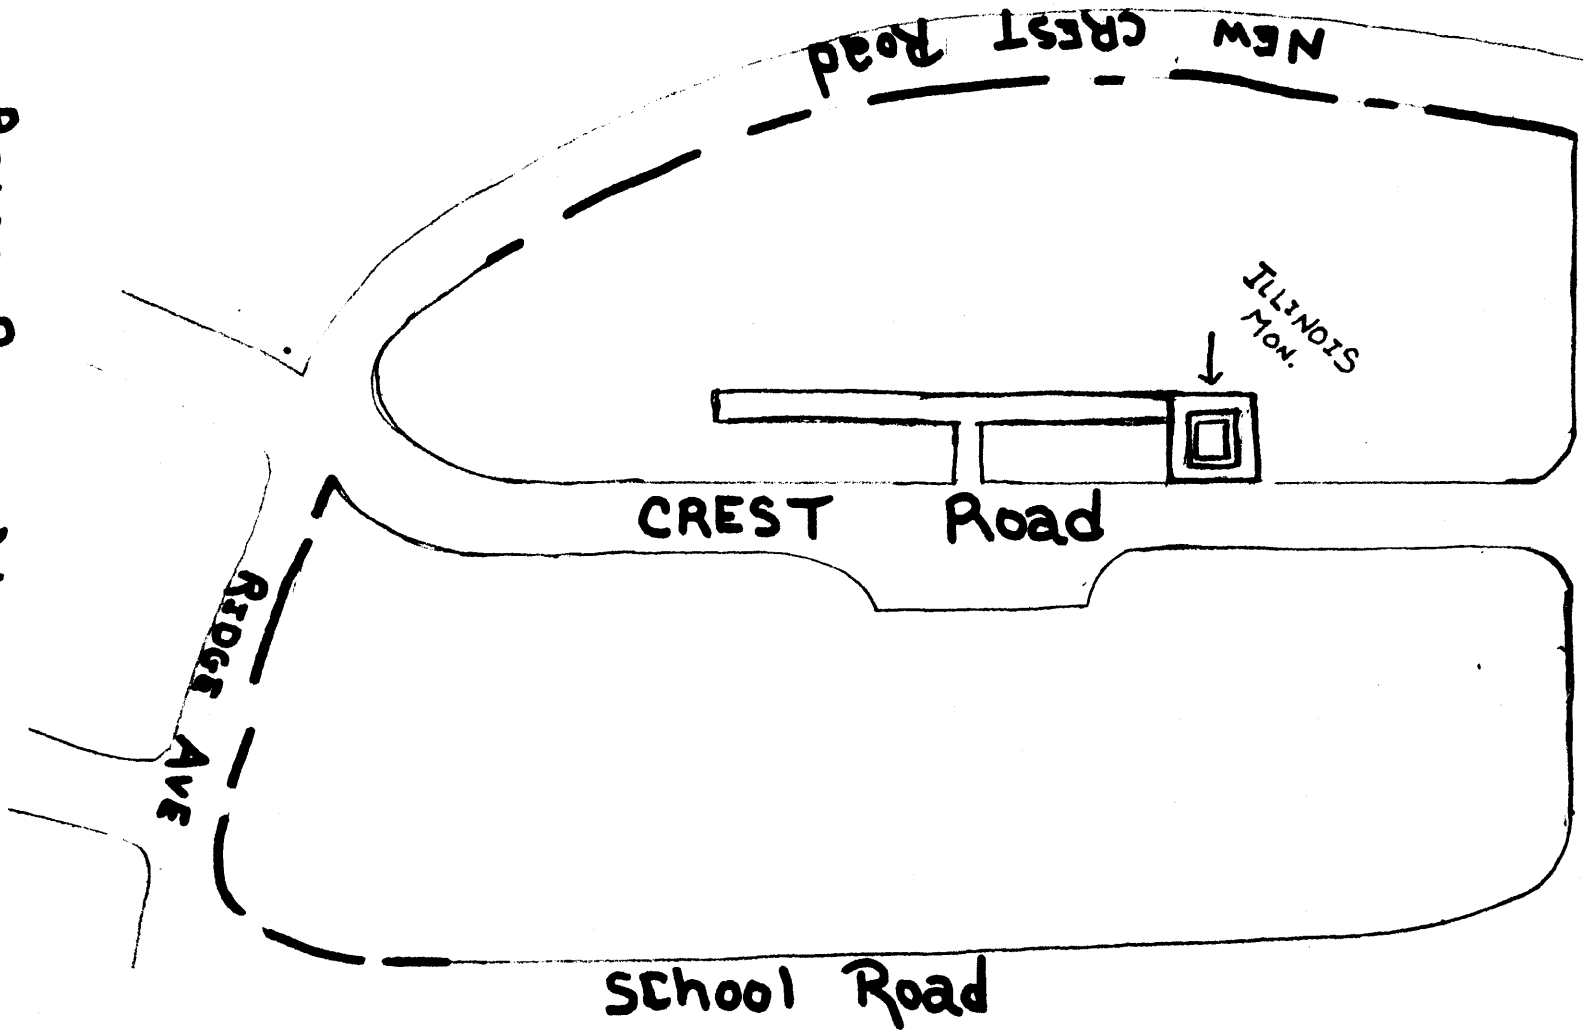 NEW CREST Road
ILLINOIS
MON.
CREST Road
RIDGE AVE
SChool Road